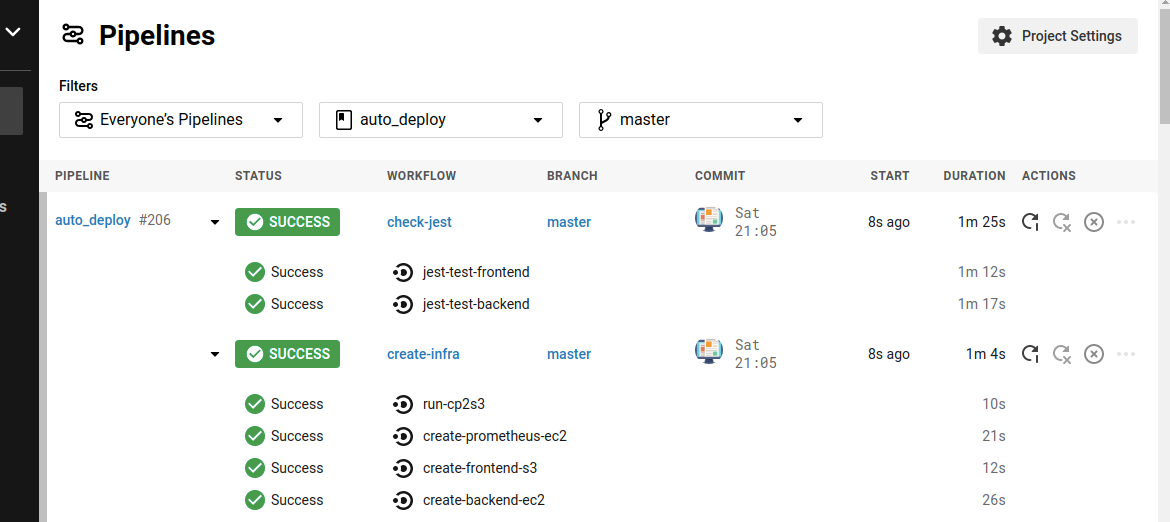 Pipelines
Project Settings
Filters
Everyone's Pipelines auto_deploy master
PIPELINE STATUS WORKFLOW BRANCH COMMIT START DURATION ACTIONS
auto_deploy #206 SUCCESS check-jest master Sat 21:05 8s ago 1m 25s
Success jest-test-frontend 1m 12s
Success jest-test-backend 1m 17s
SUCCESS create-infra master Sat 21:05 8s ago 1m 4s
Success run-cp2s3 10s
Success create-prometheus-ec2 21s
Success create-frontend-s3 12s
Success create-backend-ec2 26s
s